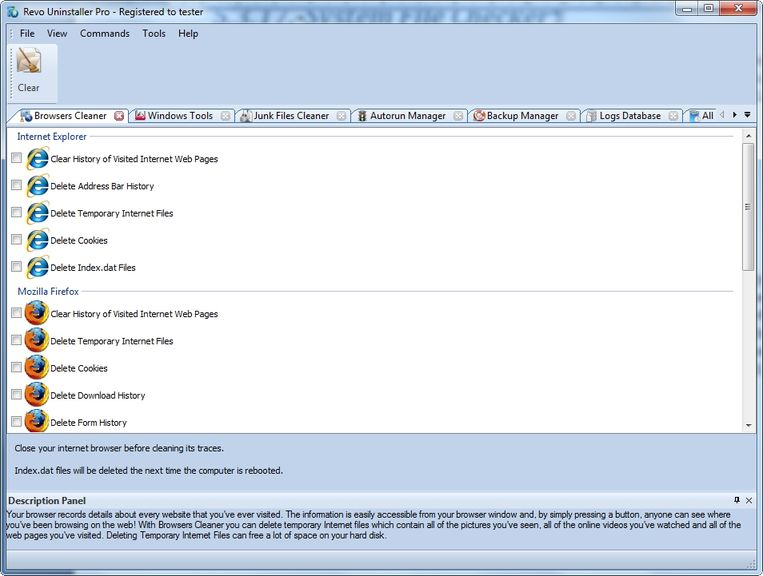 Revo Uninstaller Pro - Registered to tester
File View Commands Tools Help
Clear
Browsers Cleaner Windows Tools Junk Files Cleaner Autorun Manager Backup Manager Logs Database All
Internet Explorer
Clear History of Visited Internet Web Pages
Delete Address Bar History
Delete Temporary Internet Files
Delete Cookies
Delete Index.dat Files
Mozilla Firefox
Clear History of Visited Internet Web Pages
Delete Temporary Internet Files
Delete Cookies
Delete Download History
Delete Form History
Close your internet browser before cleaning its traces.
Index.dat files will be deleted the next time the computer is rebooted.
Description Panel
Your browser records details about every website that you've ever visited. The information is easily accessible from your browser window and, by simply pressing a button, anyone can see where
you've been browsing on the web! With Browsers Cleaner you can delete temporary Internet files which contain all of the pictures you've seen, all of the online videos you've watched and all of the
web pages you've visited. Deleting Temporary Internet Files can free a lot of space on your hard disk.